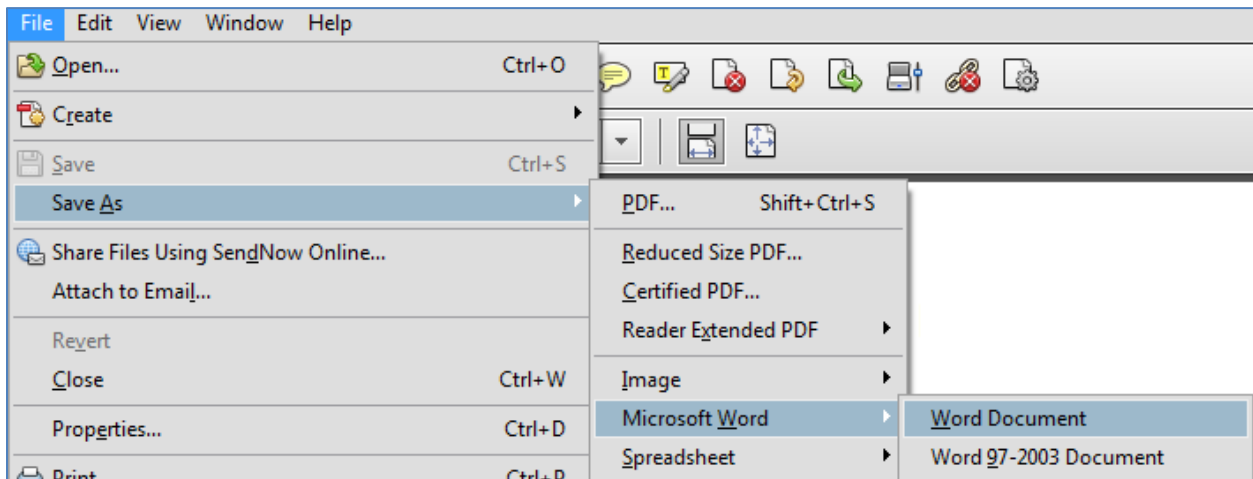 File Edit View Window Help
Open... Ctrl+O
Create
Save Ctrl+S
Save As
Share Files Using SendNow Online...
Attach to Email...
Revert
Close Ctrl+W
Properties... Ctrl+D
Print... Ctrl+P
PDF... Shift+Ctrl+S
Reduced Size PDF...
Certified PDF...
Reader Extended PDF
Image
Microsoft Word
Spreadsheet
Word Document
Word 97-2003 Document